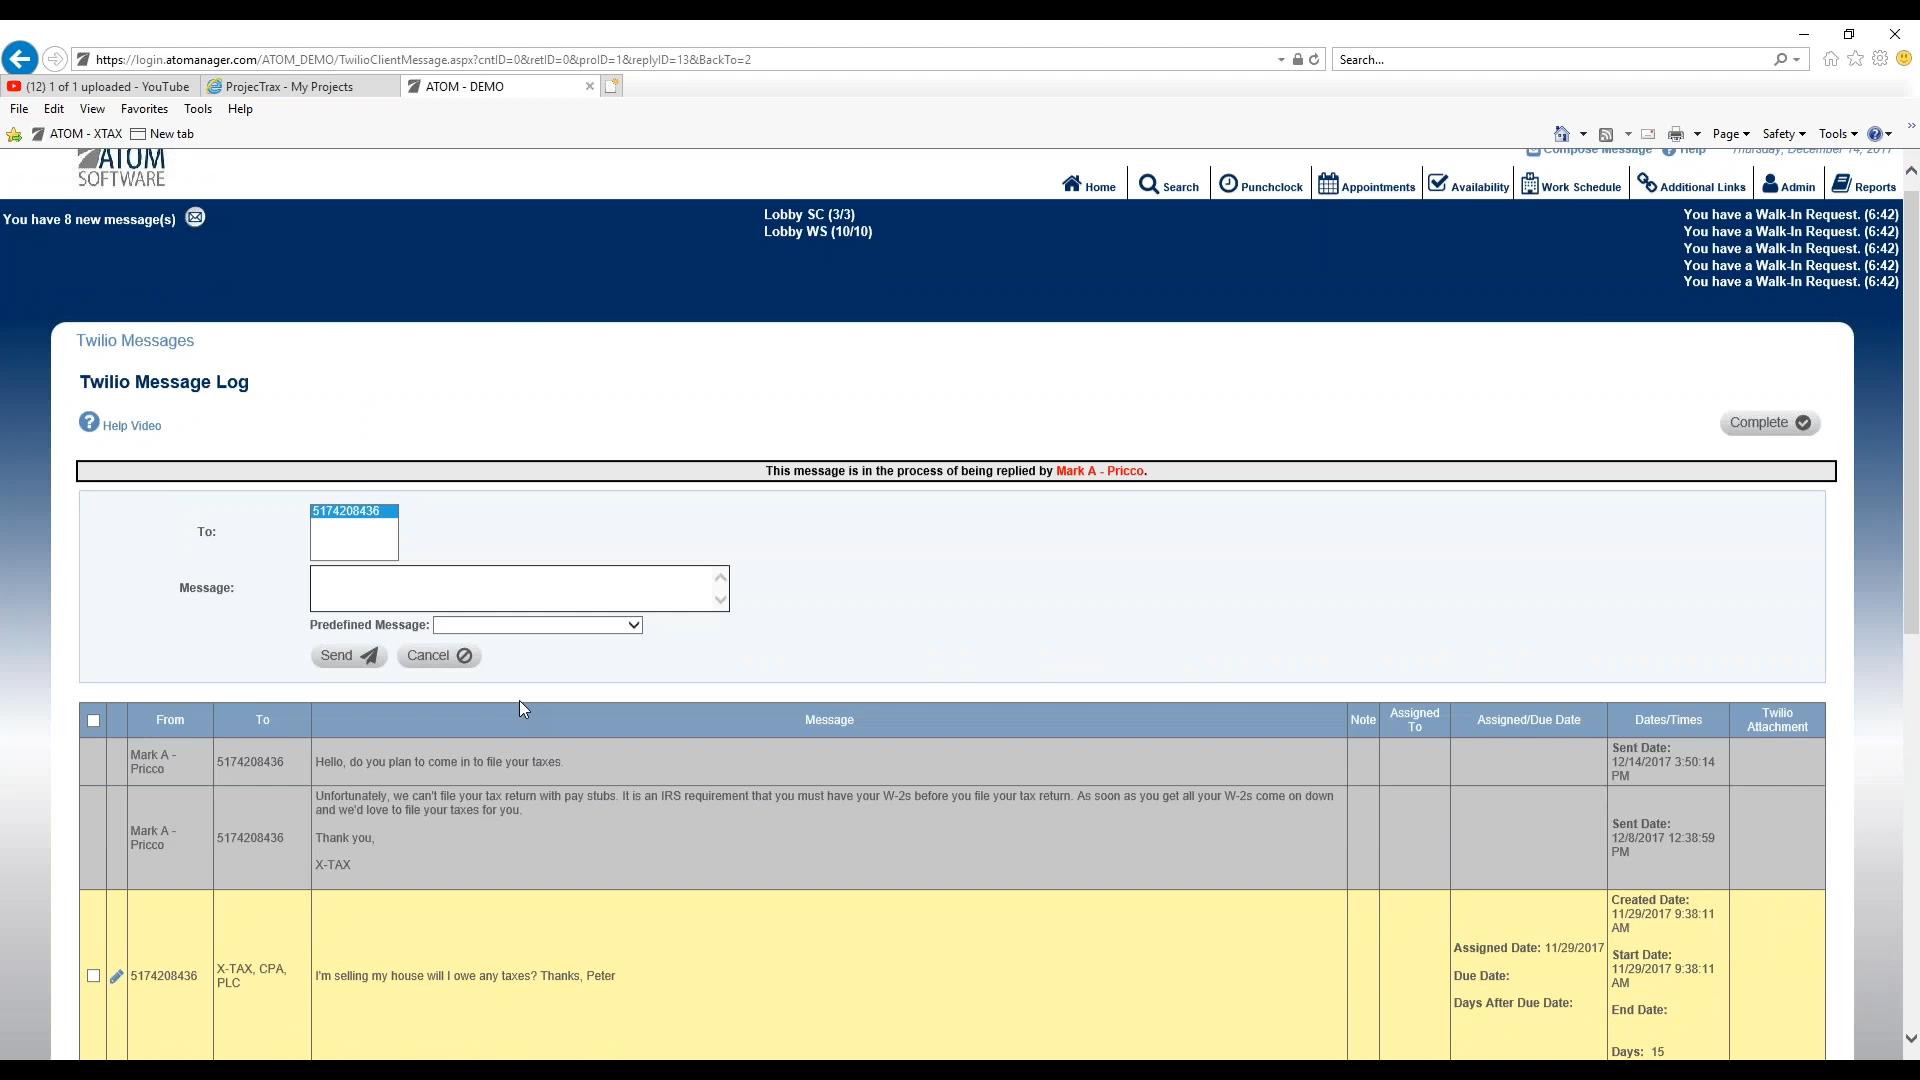 https://login.atomanager.com/ATOM_DEMO/TwilioClientMessage.aspx?cntID=0&retID=0&proID=1&replyID=13&BackTo=2
Search...
(12) 1 of 1 uploaded - YouTube
ProjecTrax - My Projects
ATOM - DEMO
File Edit View Favorites Tools Help
ATOM - XTAX New tab
Page Safety Tools
ATOM
SOFTWARE
Compose Message Help Thursday, December 14, 2017
Home Search Punchclock Appointments Availability Work Schedule Additional Links Admin Reports
You have 8 new message(s)
Lobby SC (3/3)
Lobby WS (10/10)
You have a Walk-In Request. (6:42)
You have a Walk-In Request. (6:42)
You have a Walk-In Request. (6:42)
You have a Walk-In Request. (6:42)
You have a Walk-In Request. (6:42)
Twilio Messages
Twilio Message Log
? Help Video
Complete
This message is in the process of being replied by Mark A - Pricco.
To:
5174208436
Message:
Predefined Message:
Send Cancel
From To Message Note Assigned To Assigned/Due Date Dates/Times Twilio Attachment
Mark A -
Pricco
5174208436
Hello, do you plan to come in to file your taxes.
Sent Date:
12/14/2017 3:50:14
PM
Mark A -
Pricco
5174208436
Unfortunately, we can't file your tax return with pay stubs. It is an IRS requirement that you must have your W-2s before you file your tax return. As soon as you get all your W-2s come on down
and we'd love to file your taxes for you.
Thank you,
X-TAX
Sent Date:
12/8/2017 12:38:59
PM
5174208436
X-TAX, CPA,
PLC
I'm selling my house will I owe any taxes? Thanks, Peter
Assigned Date: 11/29/2017
Due Date:
Days After Due Date:
Created Date:
11/29/2017 9:38:11
AM
Start Date:
11/29/2017 9:38:11
AM
End Date:
Days: 15